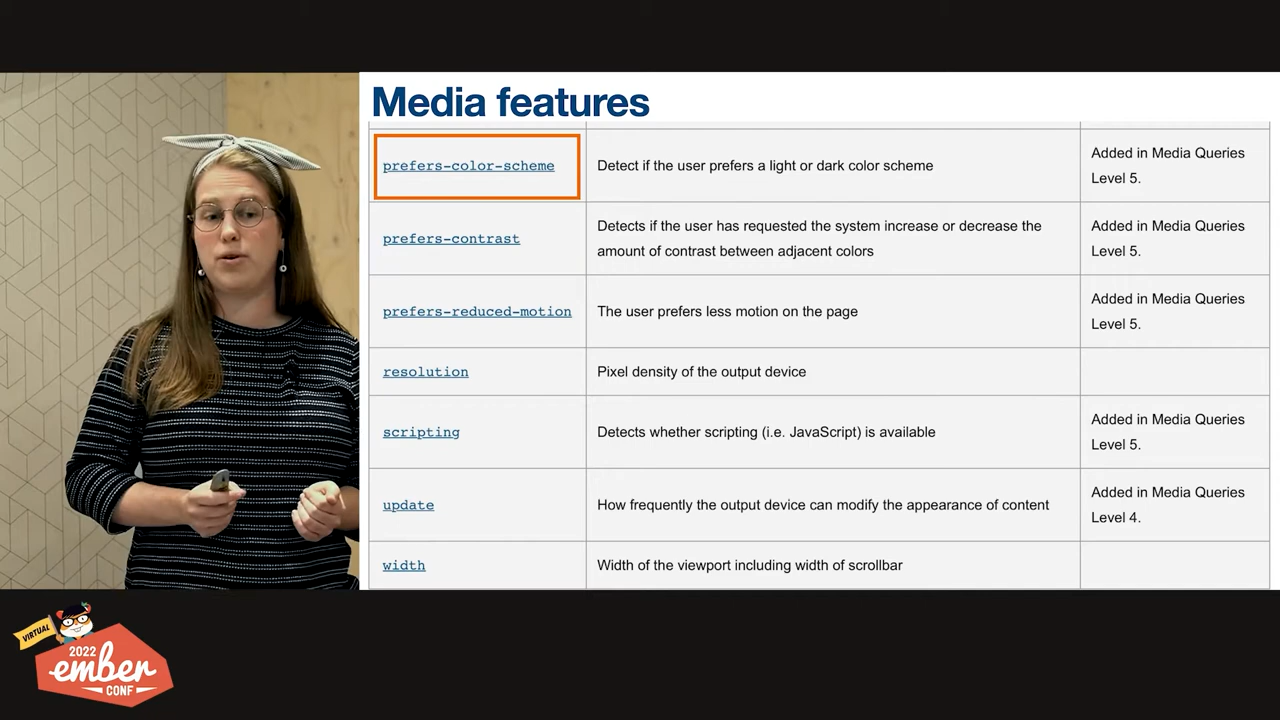 Media features
prefers-color-scheme
Detect if the user prefers a light or dark color scheme
Added in Media Queries
Level 5.
prefers-contrast
Detects if the user has requested the system increase or decrease the
amount of contrast between adjacent colors
Added in Media Queries
Level 5.
prefers-reduced-motion
The user prefers less motion on the page
Added in Media Queries
Level 5.
resolution
Pixel density of the output device
scripting
Detects whether scripting (i.e. JavaScript) is available
Added in Media Queries
Level 5.
update
How frequently the output device can modify the appearance of content
Added in Media Queries
Level 4.
width
Width of the viewport including width of scrollbar
VIRTUAL
2022
ember
CONF